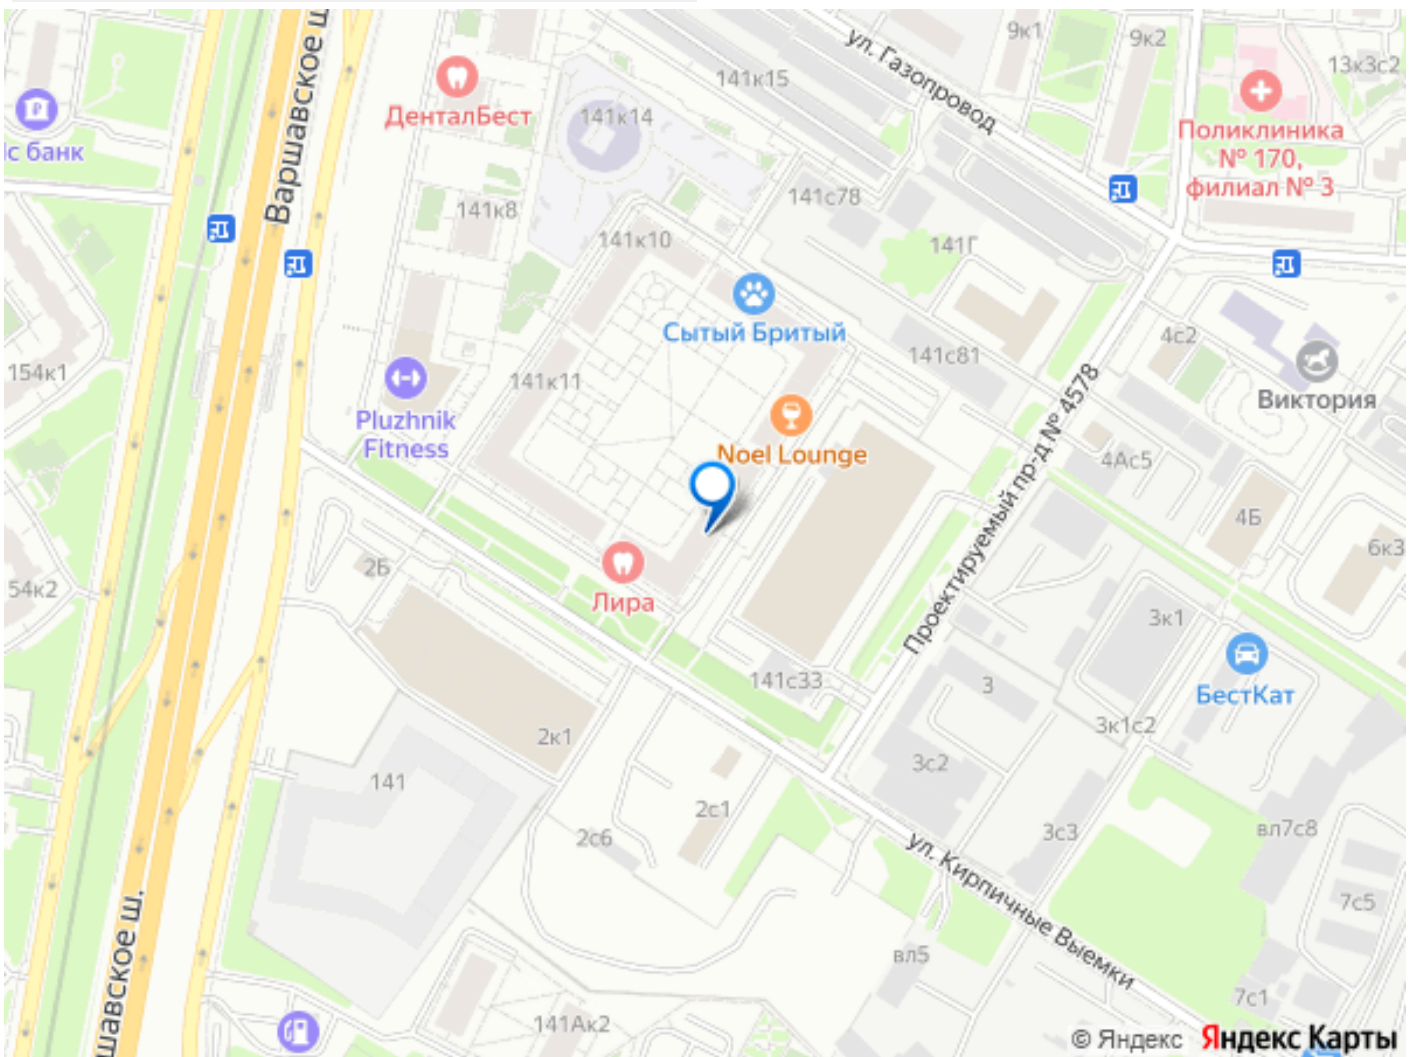 Варшавское ш
ул. Газопровод
9к1
9к2
13к3с2
141к15
ДенталБест
141к14
Поликлиника
№ 170,
филиал № 3
с банк
141к8
141с78
141к10
141Г
Сытый Бритый
4с2
154к1
141к11
141с81
Виктория
Pluzhnik
Fitness
Noel Lounge
Проектируемый пр-д № 4578
4Ас5
4Б
6к3
2Б
54к2
Лира
3к1
141с33
3
БестКат
2к1
3к1с2
3с2
141
2с1
2с6
3с3
вл7с8
ул. Кирпичные Выемки
7с5
шавское ш.
вл5
7с1
141Ак2
© Яндекс Яндекс Карты